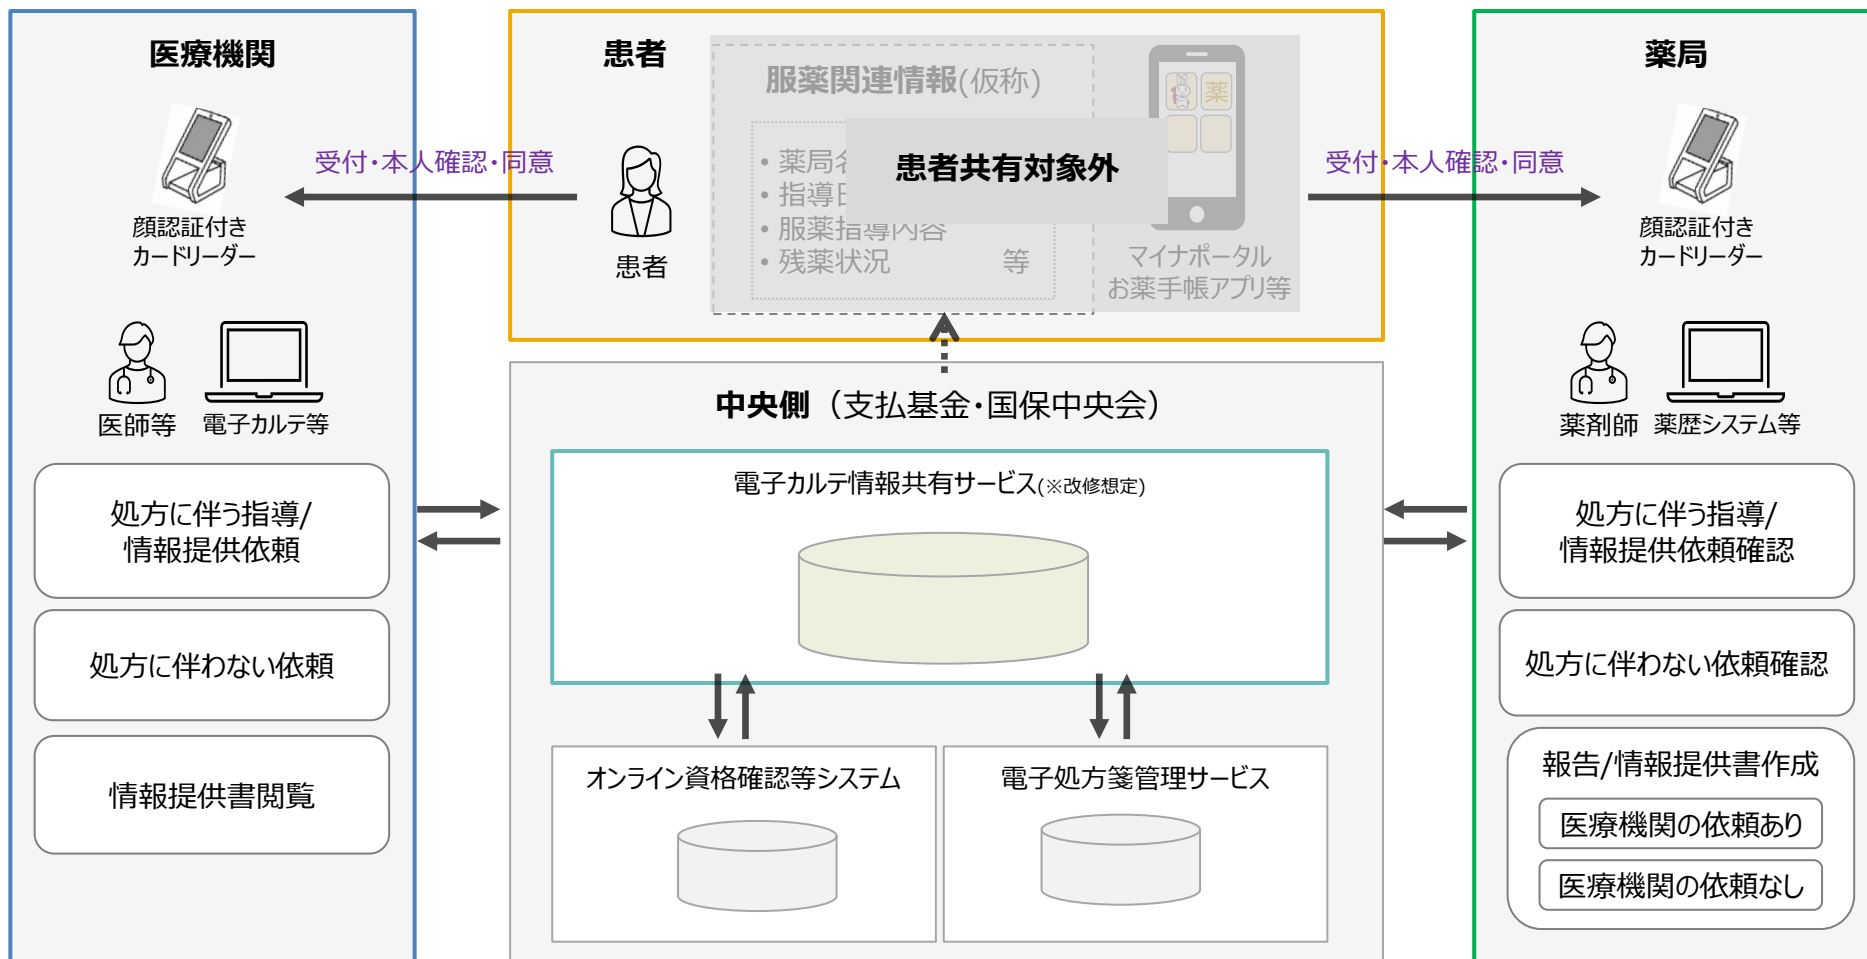 医療機関
顔認証付き
カードリーダー
医師等
電子カルテ等
処方に伴う指導/
情報提供依頼
処方に伴わない依頼
情報提供書閲覧
受付・本人確認・同意
患者
患者
服薬関連情報(仮称)
• 薬局名
• 指導日
• 服薬指導内容
• 残薬状況 等
患者共有対象外
薬
マイナポータル
お薬手帳アプリ等
受付・本人確認・同意
中央側（支払基金・国保中央会）
電子カルテ情報共有サービス(※改修想定)
オンライン資格確認等システム
電子処方箋管理サービス
薬局
顔認証付き
カードリーダー
薬剤師
薬歴システム等
処方に伴う指導/
情報提供依頼確認
処方に伴わない依頼確認
報告/情報提供書作成
医療機関の依頼あり
医療機関の依頼なし